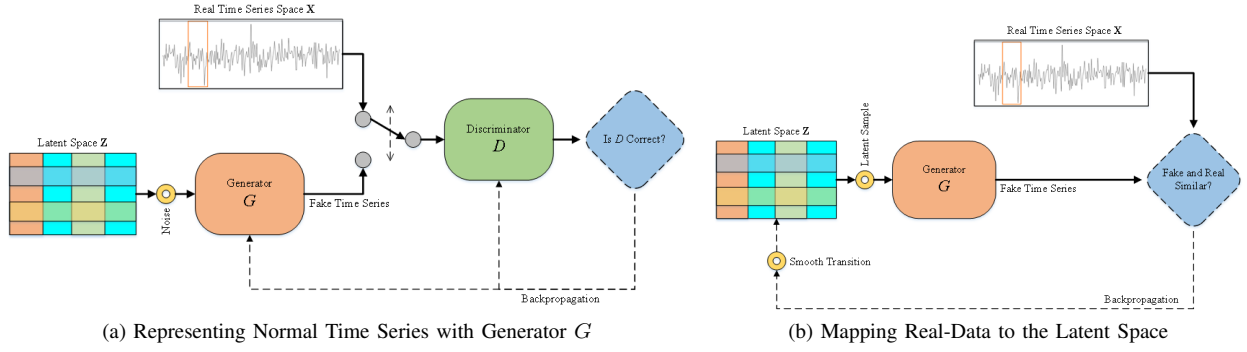 Real Time Series Space X
Latent Space Z
Noise
Generator
G
Fake Time Series
Discriminator
D
Is D Correct?
Backpropagation
(a) Representing Normal Time Series with Generator G
Real Time Series Space X
Latent Space Z
Latent Sample
Generator
G
Fake Time Series
Fake and Real
Similar?
Smooth Transition
Backpropagation
(b) Mapping Real-Data to the Latent Space